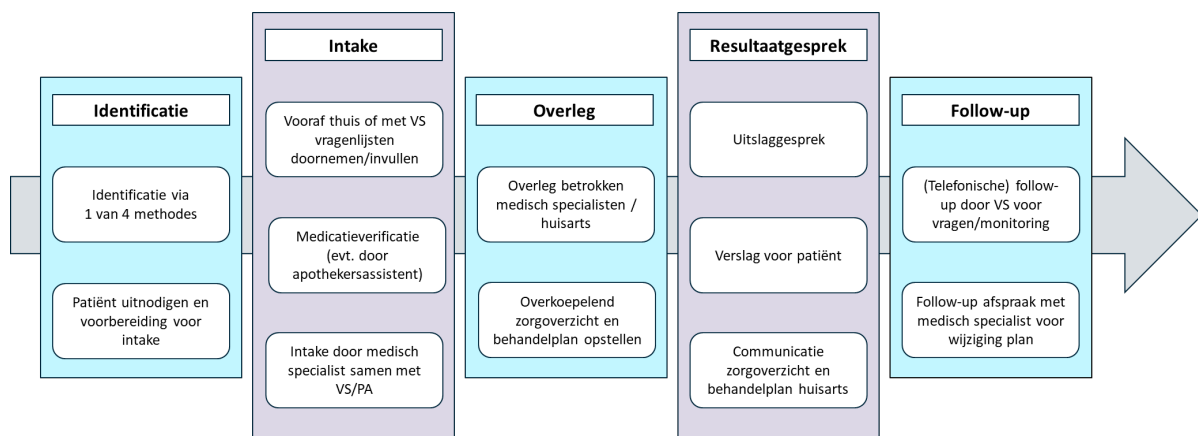 Identificatie
Identificatie via
1 van 4 methodes
Patiënt uitnodigen en
voorbereiding voor
intake
Intake
Vooraf thuis of met VS
vragenlijsten
doornemen/invullen
Medicatieverificatie
(evt. door
apothekersassistent)
Intake door medisch
specialist samen met
VS/PA
Overleg
Overleg betrokken
medisch specialisten /
huisarts
Overkoepelend
zorgoverzicht en
behandelplan opstellen
Resultaatgesprek
Uitslaggesprek
Verslag voor patiënt
Communicatie
zorgoverzicht en
behandelplan huisarts
Follow-up
(Telefonische) follow-
up door VS voor
vragen/monitoring
Follow-up afspraak met
medisch specialist voor
wijziging plan